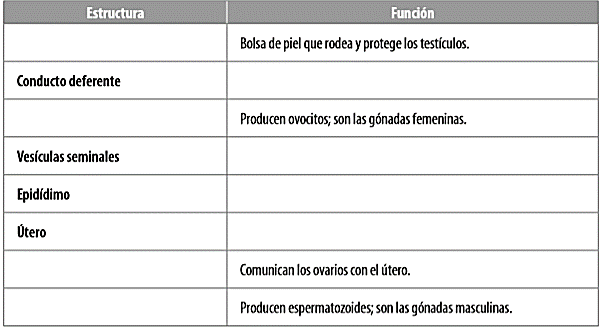 Estructura Función
Bolsa de piel que rodea y protege los testículos.
Conducto deferente
Producen ovocitos; son las gónadas femeninas.
Vesículas seminales
Epidídimo
Útero
Comunican los ovarios con el útero.
Producen espermatozoides; son las gónadas masculinas.